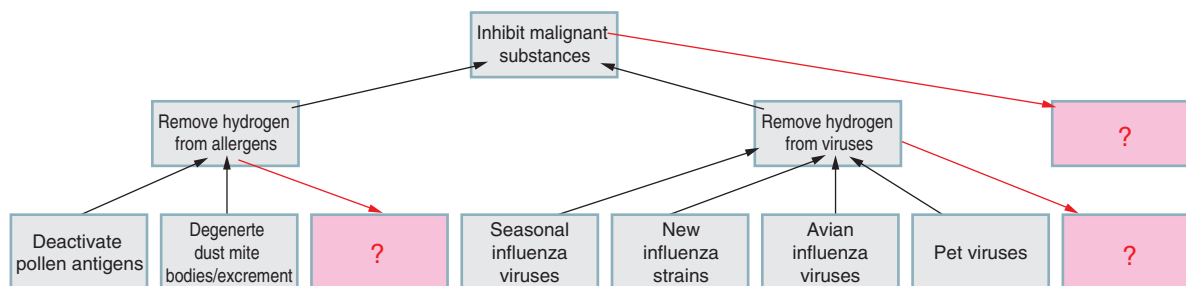 Inhibit malignant
substances
Remove hydrogen
from allergens
Remove hydrogen
from viruses
?
Deactivate
pollen antigens
Degenerte
dust mite
bodies/excrement
?
Seasonal
influenza
viruses
New
influenza
strains
Avian
influenza
viruses
Pet viruses
?